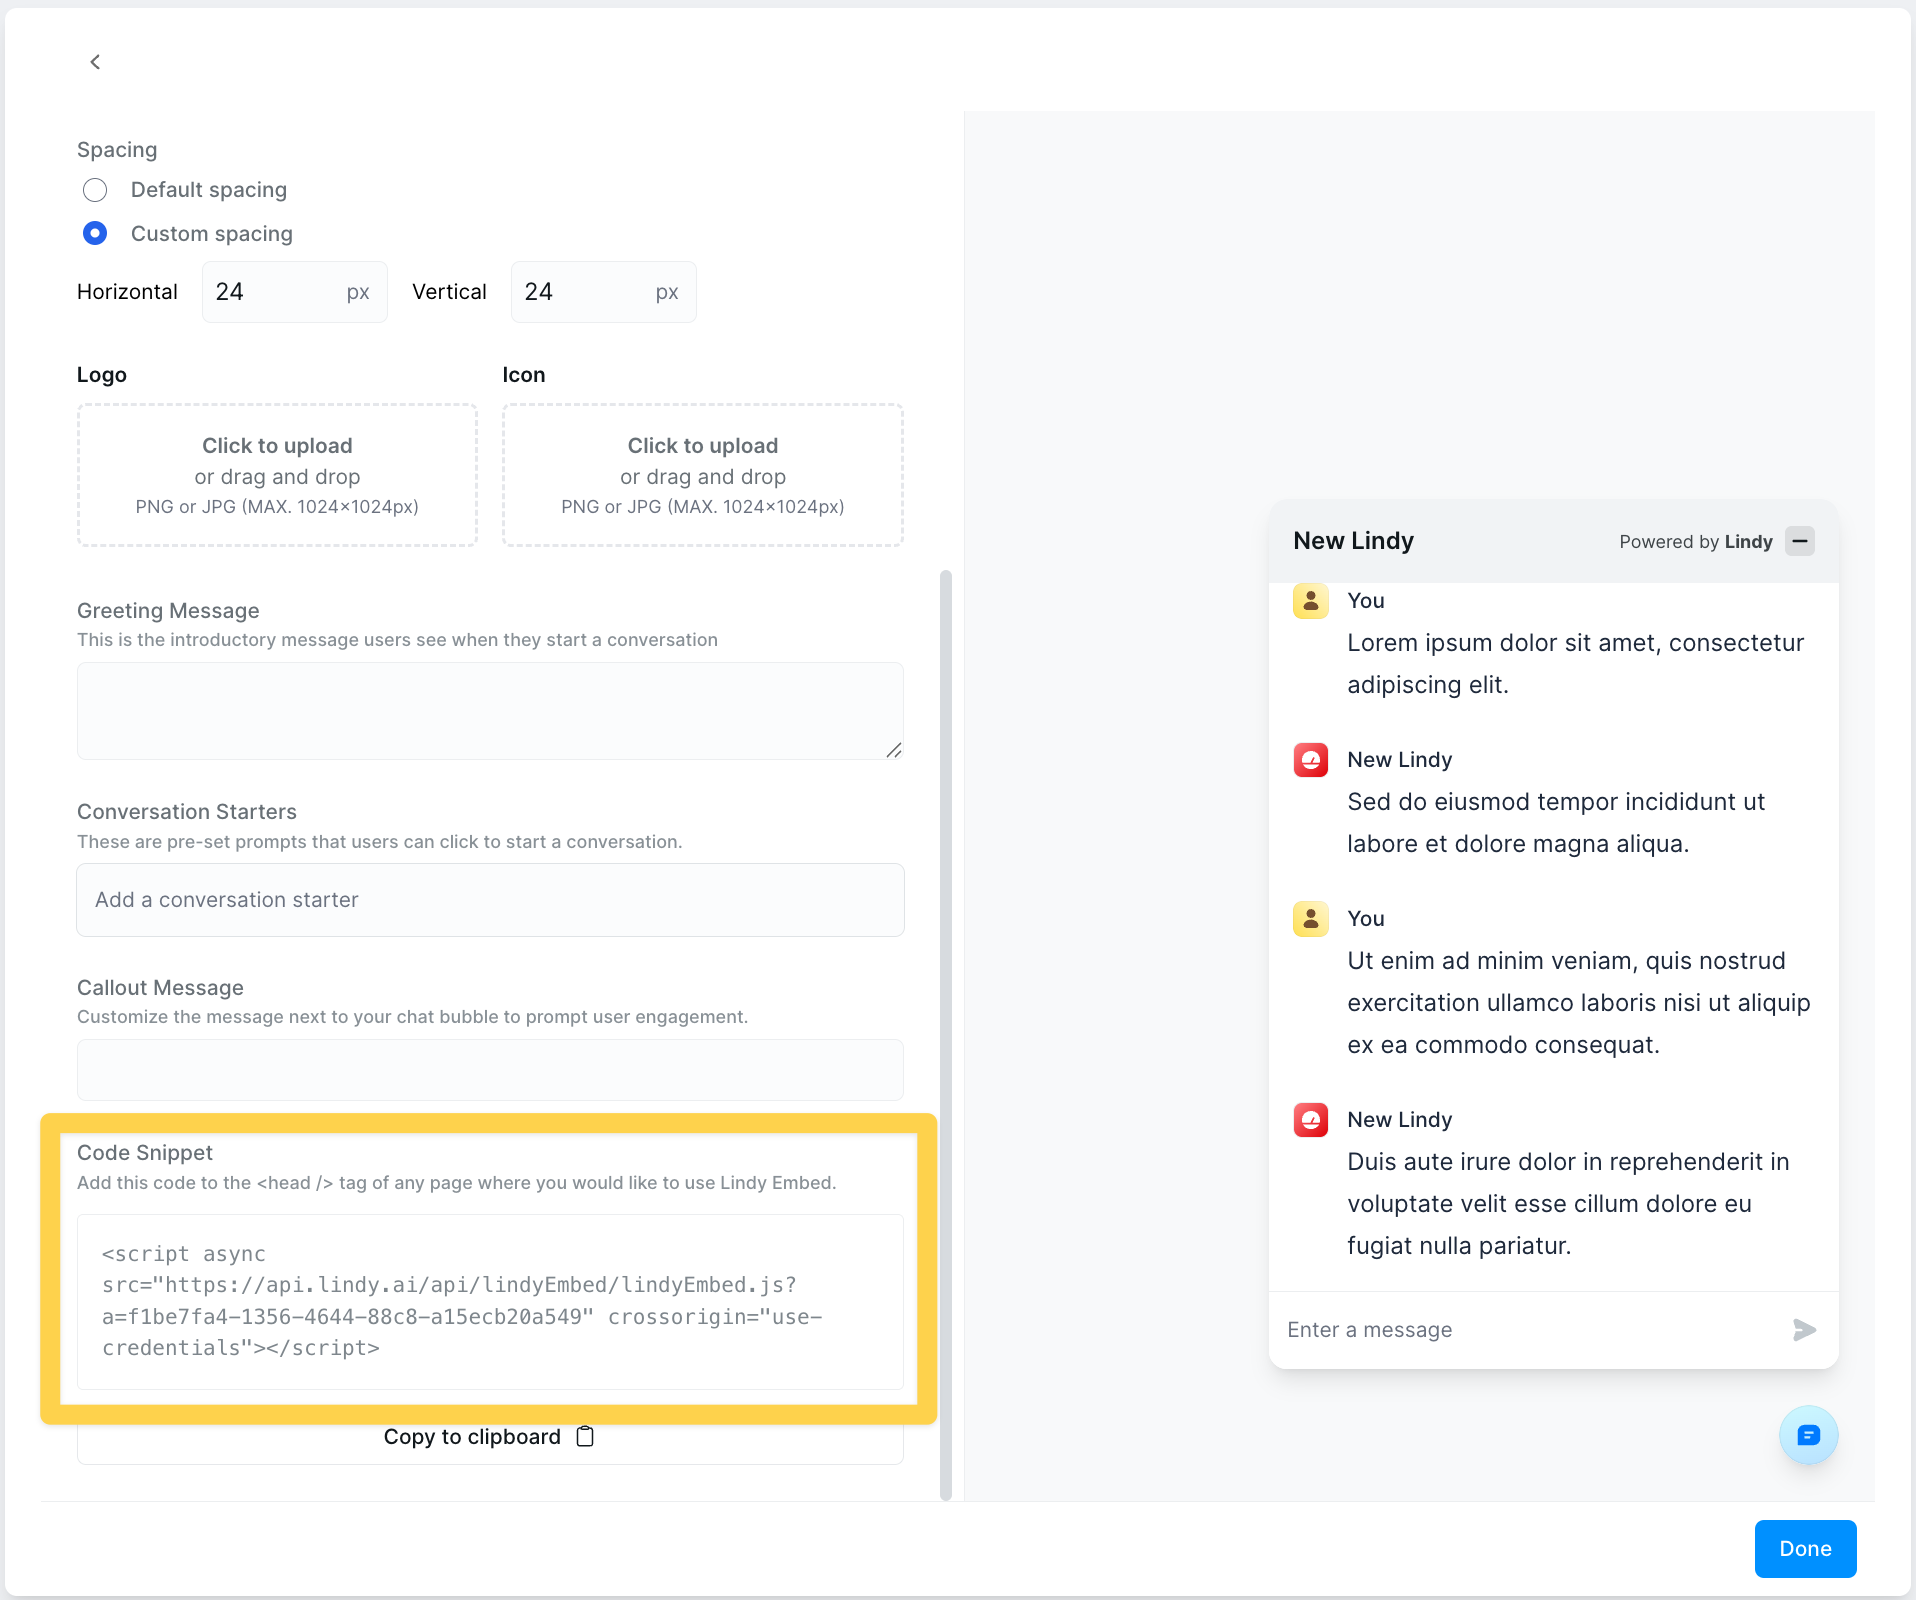 Spacing
Default spacing
Custom spacing
Horizontal 24 px Vertical 24 px
Logo
Click to upload
or drag and drop
PNG or JPG (MAX. 1024×1024px)
Icon
Click to upload
or drag and drop
PNG or JPG (MAX. 1024×1024px)
Greeting Message
This is the introductory message users see when they start a conversation
Conversation Starters
These are pre-set prompts that users can click to start a conversation.
Add a conversation starter
Callout Message
Customize the message next to your chat bubble to prompt user engagement.
Code Snippet
Add this code to the <head /> tag of any page where you would like to use Lindy Embed.
<script async
src="https://api.lindy.ai/api/lindyEmbed/lindyEmbed.js?
a=f1be7fa4-1356-4644-88c8-a15ecb20a549" crossorigin="use-
credentials"></script>
Copy to clipboard
New Lindy
Powered by Lindy
You
Lorem ipsum dolor sit amet, consectetur
adipiscing elit.
New Lindy
Sed do eiusmod tempor incididunt ut
labore et dolore magna aliqua.
You
Ut enim ad minim veniam, quis nostrud
exercitation ullamco laboris nisi ut aliquip
ex ea commodo consequat.
New Lindy
Duis aute irure dolor in reprehenderit in
voluptate velit esse cillum dolore eu
fugiat nulla pariatur.
Enter a message
Done